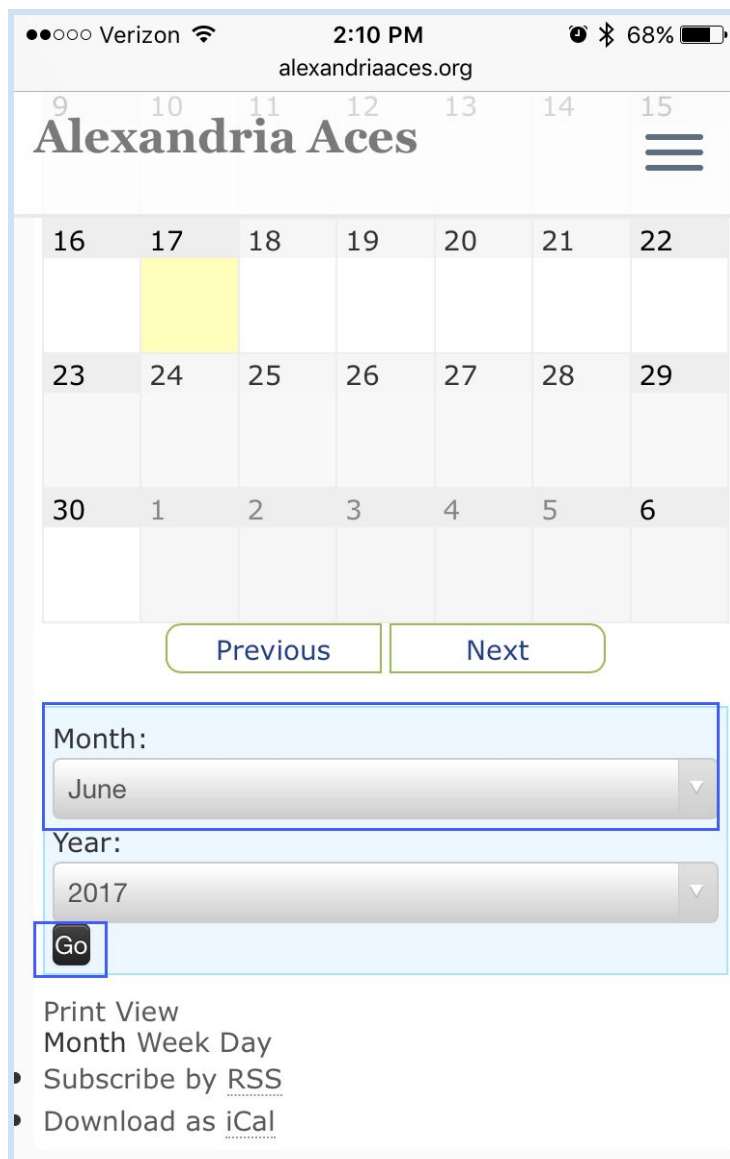 Verizon 2:10 PM 68%
alexandriaaces.org
9 10 11 12 13 14 15
Alexandria Aces
16 17 18 19 20 21 22
23 24 25 26 27 28 29
30 1 2 3 4 5 6
Previous Next
Month:
June
Year:
2017
Go
Print View
Month Week Day
Subscribe by RSS
Download as iCal